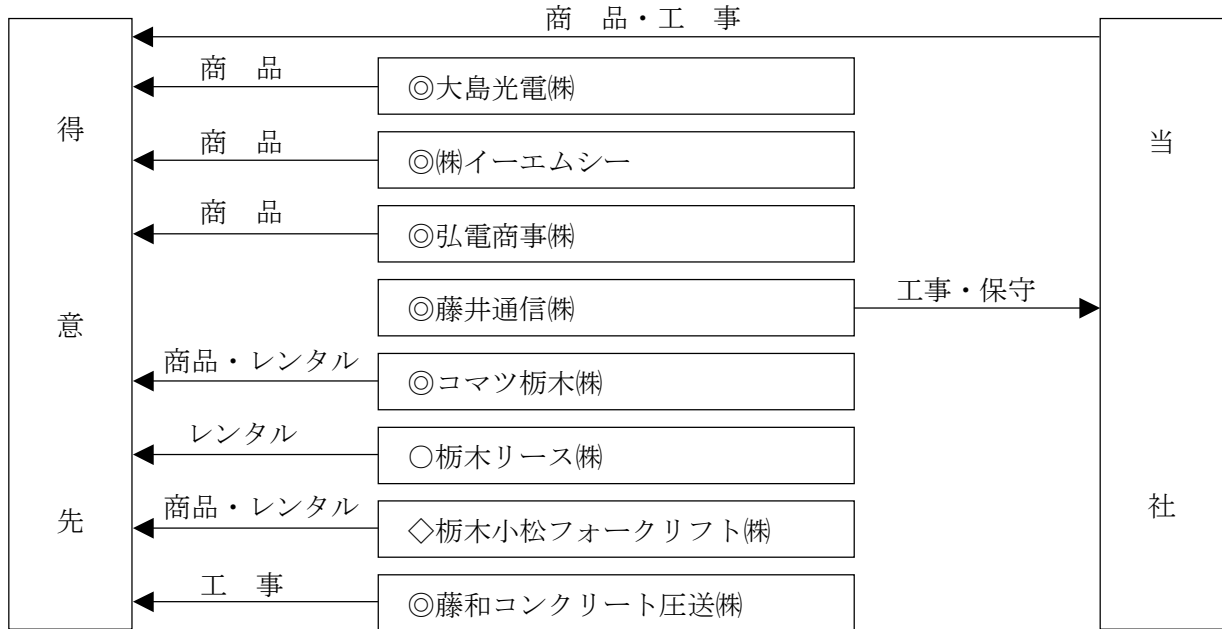 商 品・工 事
商 品
◎大島光電㈱
商 品
◎㈱イーエムシー
商 品
◎弘電商事㈱
◎藤井通信㈱
工事・保守
商品・レンタル
◎コマツ栃木㈱
レンタル
○栃木リース㈱
商品・レンタル
◇栃木小松フォークリフト㈱
工 事
◎藤和コンクリート圧送㈱
得意先
当社